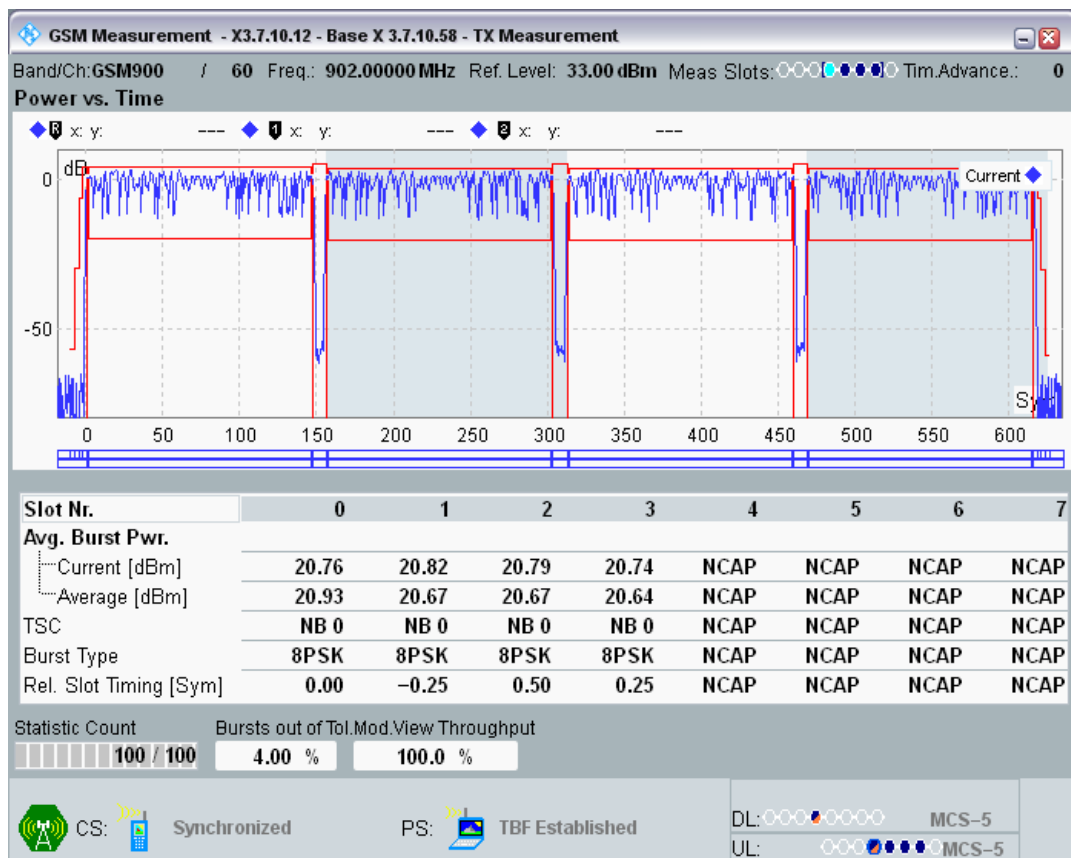 GSM Measurement - X3.7.10.12 - Base X 3.7.10.58 - TX Measurement
Band/Ch:GSM900 / 60 Freq.: 902.00000 MHz Ref. Level: 33.00 dBm Meas Slots: Tim.Advance.: 0
Power vs. Time
R x: y: --- 1 x: y: --- 2 x: y: ---
dB
0
Current
-50
0 50 100 150 200 250 300 350 400 450 500 550 600
Slot Nr. 0 1 2 3 4 5 6 7
Avg. Burst Pwr.
Current [dBm] 20.76 20.82 20.79 20.74 NCAP NCAP NCAP NCAP
Average [dBm] 20.93 20.67 20.67 20.64 NCAP NCAP NCAP NCAP
TSC NB 0 NB 0 NB 0 NB 0 NCAP NCAP NCAP NCAP
Burst Type 8PSK 8PSK 8PSK 8PSK NCAP NCAP NCAP NCAP
Rel. Slot Timing [Sym] 0.00 −0.25 0.50 0.25 NCAP NCAP NCAP NCAP
Statistic Count Bursts out of Tol. Mod.View Throughput
100 / 100 4.00 % 100.0 %
CS: Synchronized PS: TBF Established
DL: MCS−5
UL: MCS−5